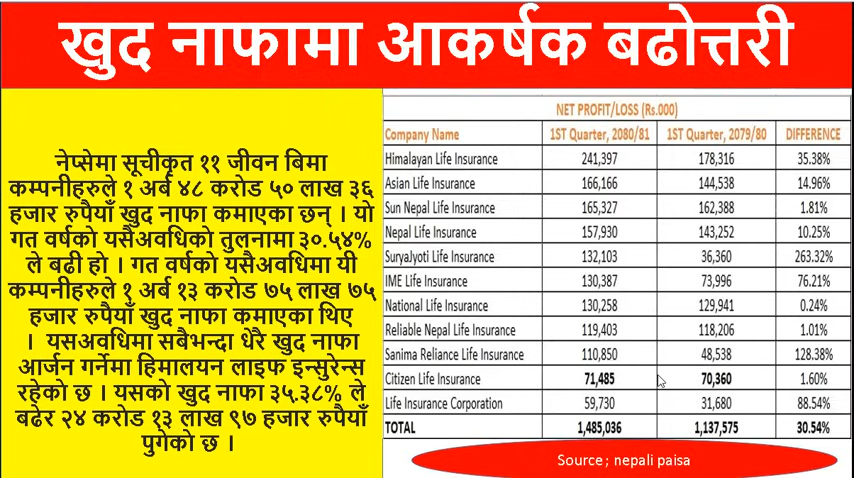 खुद नाफामा आकर्षक बढोत्तरी
नेप्सेमा सूचीकृत ११ जीवन बिमा
कम्पनीहरुले १ अर्ब ४८ करोड ५० लाख ३६
हजार रुपैयाँ खुद नाफा कमाएका छन् । यो
गत वर्षको यसैअवधिको तुलनामा ३०.५४%
ले बढी हो । गत वर्षको यसैअवधिमा यी
कम्पनीहरुले १ अर्ब १३ करोड ७५ लाख ७५
हजार रुपैयाँ खुद नाफा कमाएका थिए
। यसअवधिमा सबैभन्दा धेरै खुद नाफा
आर्जन गर्नेमा हिमालयन लाइफ इन्सुरेन्स
रहेको छ । यसको खुद नाफा ३५.३८% ले
बढेर २४ करोड १३ लाख ९७ हजार रुपैयाँ
पुगेको छ ।
NET PROFIT/LOSS (Rs.000)
Company Name 1ST Quarter, 2080/81 1ST Quarter, 2079/80 DIFFERENCE
Himalayan Life Insurance 241,397 178,316 35.38%
Asian Life Insurance 166,166 144,538 14.96%
Sun Nepal Life Insurance 165,327 162,388 1.81%
Nepal Life Insurance 157,930 143,252 10.25%
SuryaJyoti Life Insurance 132,103 36,360 263.32%
IME Life Insurance 130,387 73,996 76.21%
National Life Insurance 130,258 129,941 0.24%
Reliable Nepal Life Insurance 119,403 118,206 1.01%
Sanima Reliance Life Insurance 110,850 48,538 128.38%
Citizen Life Insurance 71,485 70,360 1.60%
Life Insurance Corporation 59,730 31,680 88.54%
TOTAL 1,485,036 1,137,575 30.54%
Source ; nepali paisa